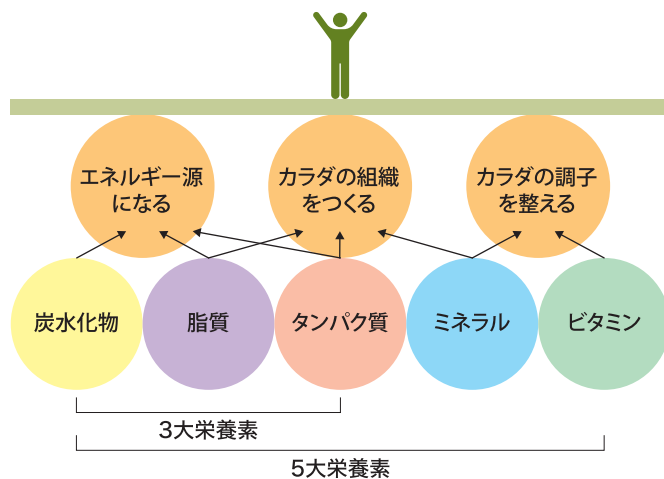 エネルギー源
になる
カラダの組織
をつくる
カラダの調子
を整える
炭水化物
脂質
タンパク質
ミネラル
ビタミン
3大栄養素
5大栄養素